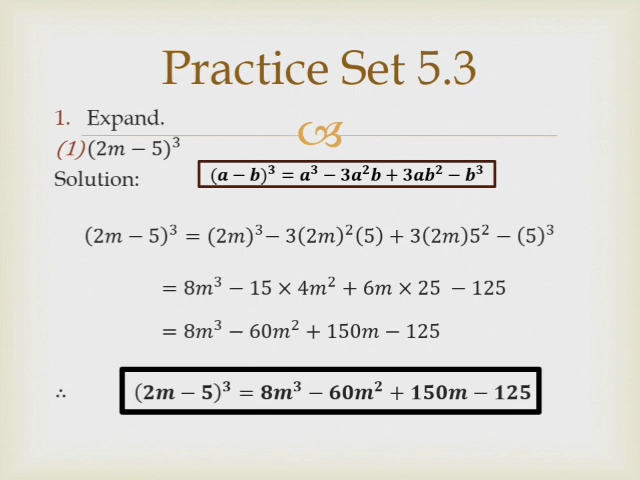 Practice Set 5.3
1. Expand.
(1)(2m − 5)³
Solution:
(a − b)³ = a³ − 3a²b + 3ab² − b³
(2m − 5)³ = (2m)³− 3(2m)²(5) + 3(2m)5² − (5)³
= 8m³ − 15 × 4m² + 6m × 25 − 125
= 8m³ − 60m² + 150m − 125
∴ (2m − 5)³ = 8m³ − 60m² + 150m − 125